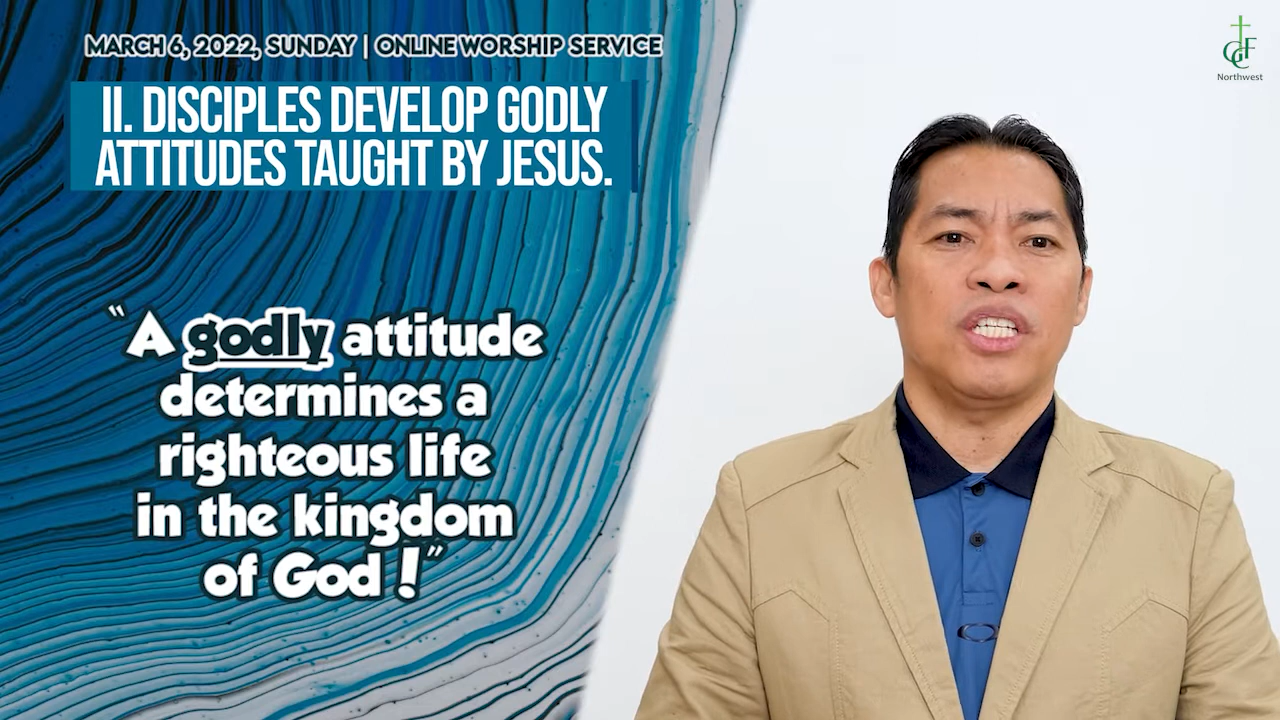 MARCH 6, 2022, SUNDAY | ONLINE WORSHIP SERVICE
II. DISCIPLES DEVELOP GODLY
ATTITUDES TAUGHT BY JESUS.
"A godly attitude
determines a
righteous life
in the kingdom
of God!"
GCF
Northwest